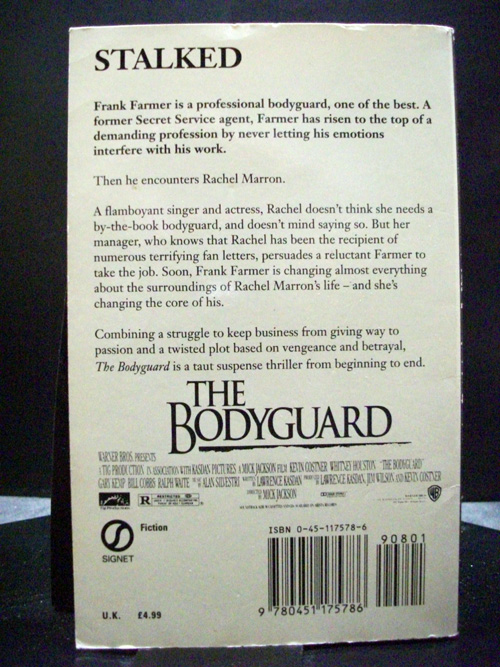 STALKED
Frank Farmer is a professional bodyguard, one of the best. A
former Secret Service agent, Farmer has risen to the top of a
demanding profession by never letting his emotions
interfere with his work.
Then he encounters Rachel Marron.
A flamboyant singer and actress, Rachel doesn't think she needs a
by-the-book bodyguard, and doesn't mind saying so. But her
manager, who knows that Rachel has been the recipient of
numerous terrifying fan letters, persuades a reluctant Farmer to
take the job. Soon, Frank Farmer is changing almost everything
about the surroundings of Rachel Marron's life – and she's
changing the core of his.
Combining a struggle to keep business from giving way to
passion and a twisted plot based on vengeance and betrayal,
The Bodyguard is a taut suspense thriller from beginning to end.
THE
BODYGUARD
WARNER BROS. PRESENTS
A TIG PRODUCTION IN ASSOCIATION WITH KASDAN PICTURES A MICK JACKSON FILM KEVIN COSTNER WHITNEY HOUSTON "THE BODYGUARD"
GARY KEMP BILL COBBS RALPH WAITE ALAN SILVESTRI LAWRENCE KASDAN LAWRENCE KASDAN, JIM WILSON AND KEVIN COSTNER
MICK JACKSON
R RESTRICTED
WB
Fiction
SIGNET
ISBN 0-45-117578-6
90801
9 780451 175786
U.K. £4.99